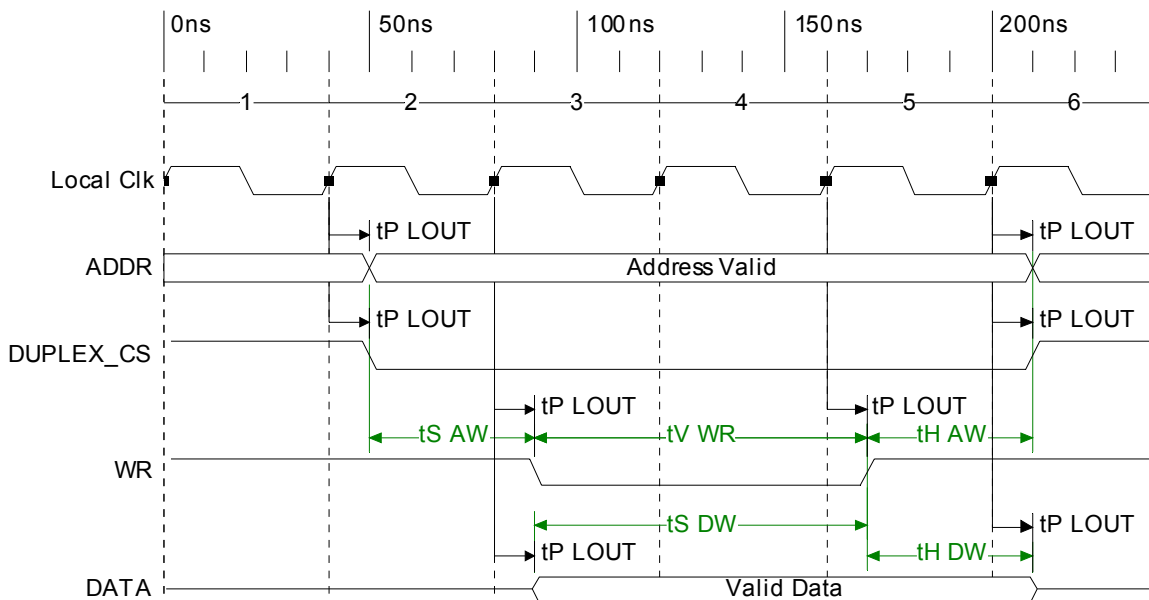 0ns 50ns 100ns 150ns 200ns
1 2 3 4 5 6
Local Clk
tP LOUT tP LOUT
ADDR Address Valid
tP LOUT tP LOUT
DUPLEX_CS
tP LOUT tP LOUT
tS AW tV WR tH AW
WR
tS DW tP LOUT
tP LOUT tH DW
DATA Valid Data